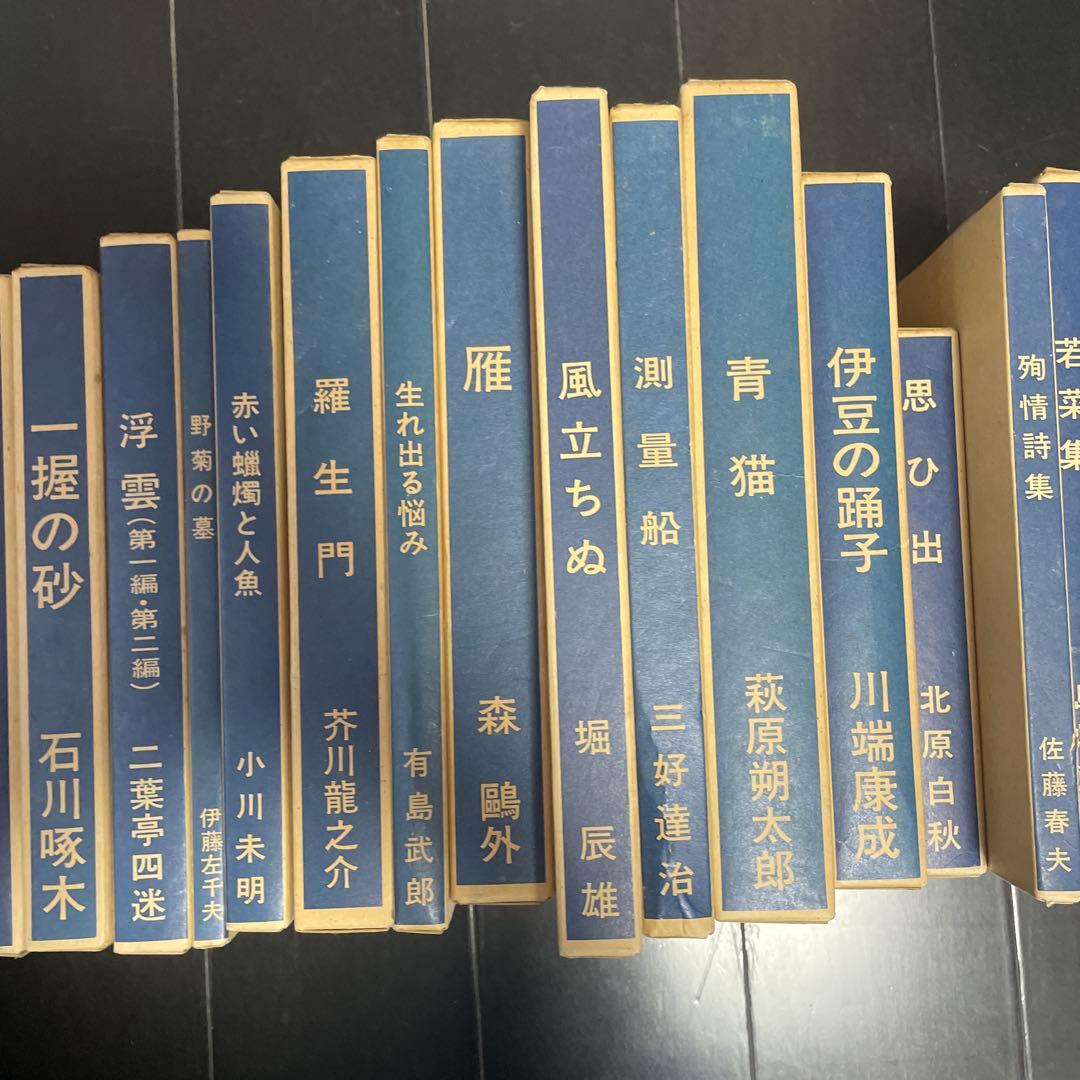 一握の砂 石川啄木
浮雲(第一編・第二編) 二葉亭四迷
野菊の墓 伊藤左千夫
赤い蠟燭と人魚 小川未明
羅生門 芥川龍之介
生れ出る悩み 有島武郎
雁 森鷗外
風立ちぬ 堀辰雄
測量船 三好達治
青猫 萩原朔太郎
伊豆の踊子 川端康成
思ひ出 北原白秋
殉情詩集 佐藤春夫
若菜集